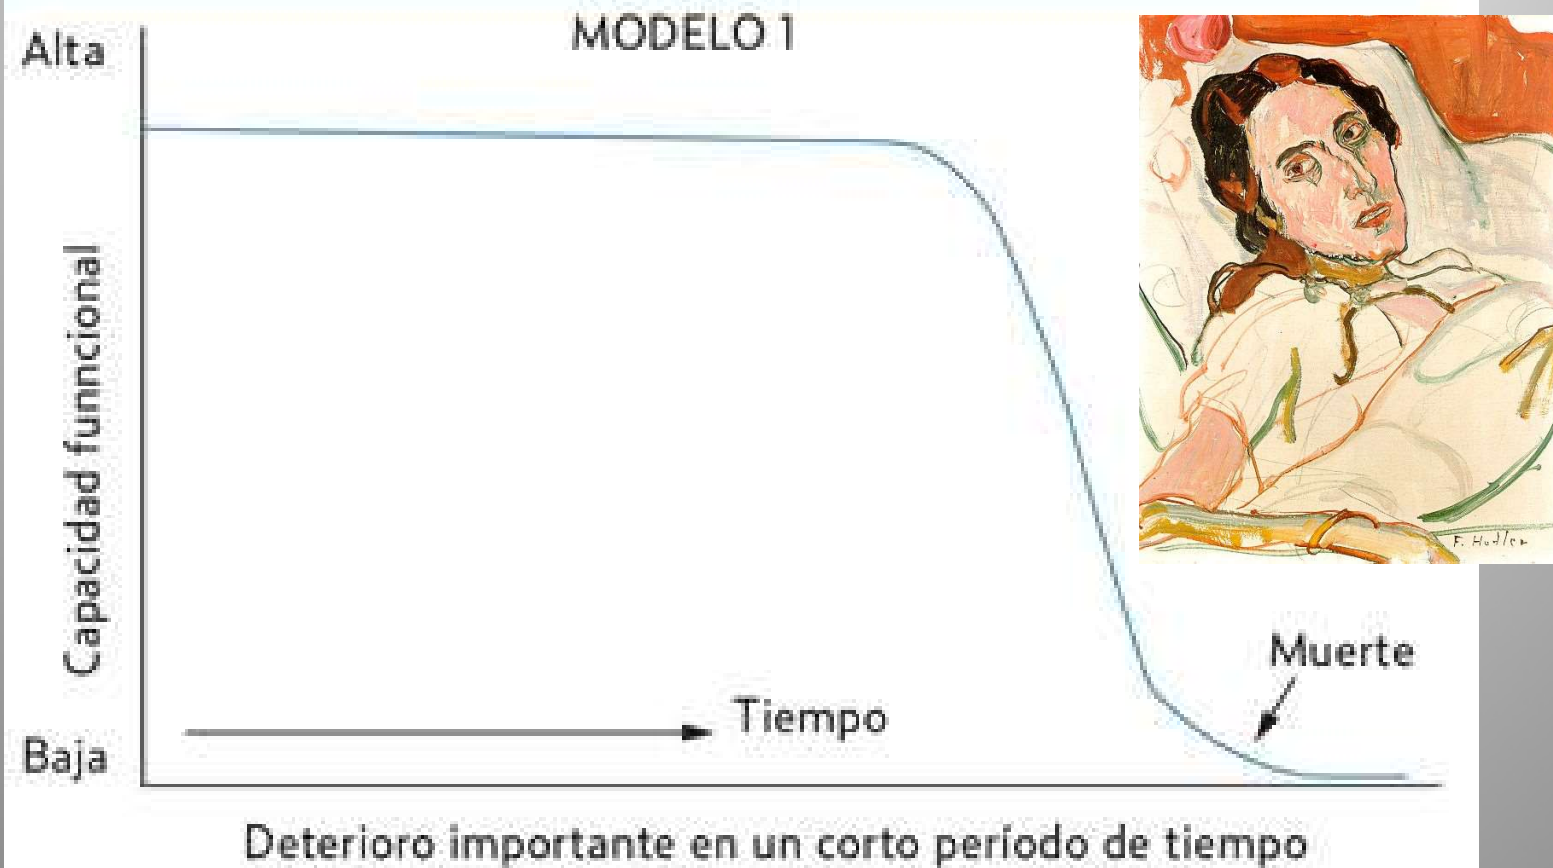 MODELO 1
Alta
Capacidad funcional
F. Hodler
Muerte
Tiempo
Baja
Deterioro importante en un corto período de tiempo